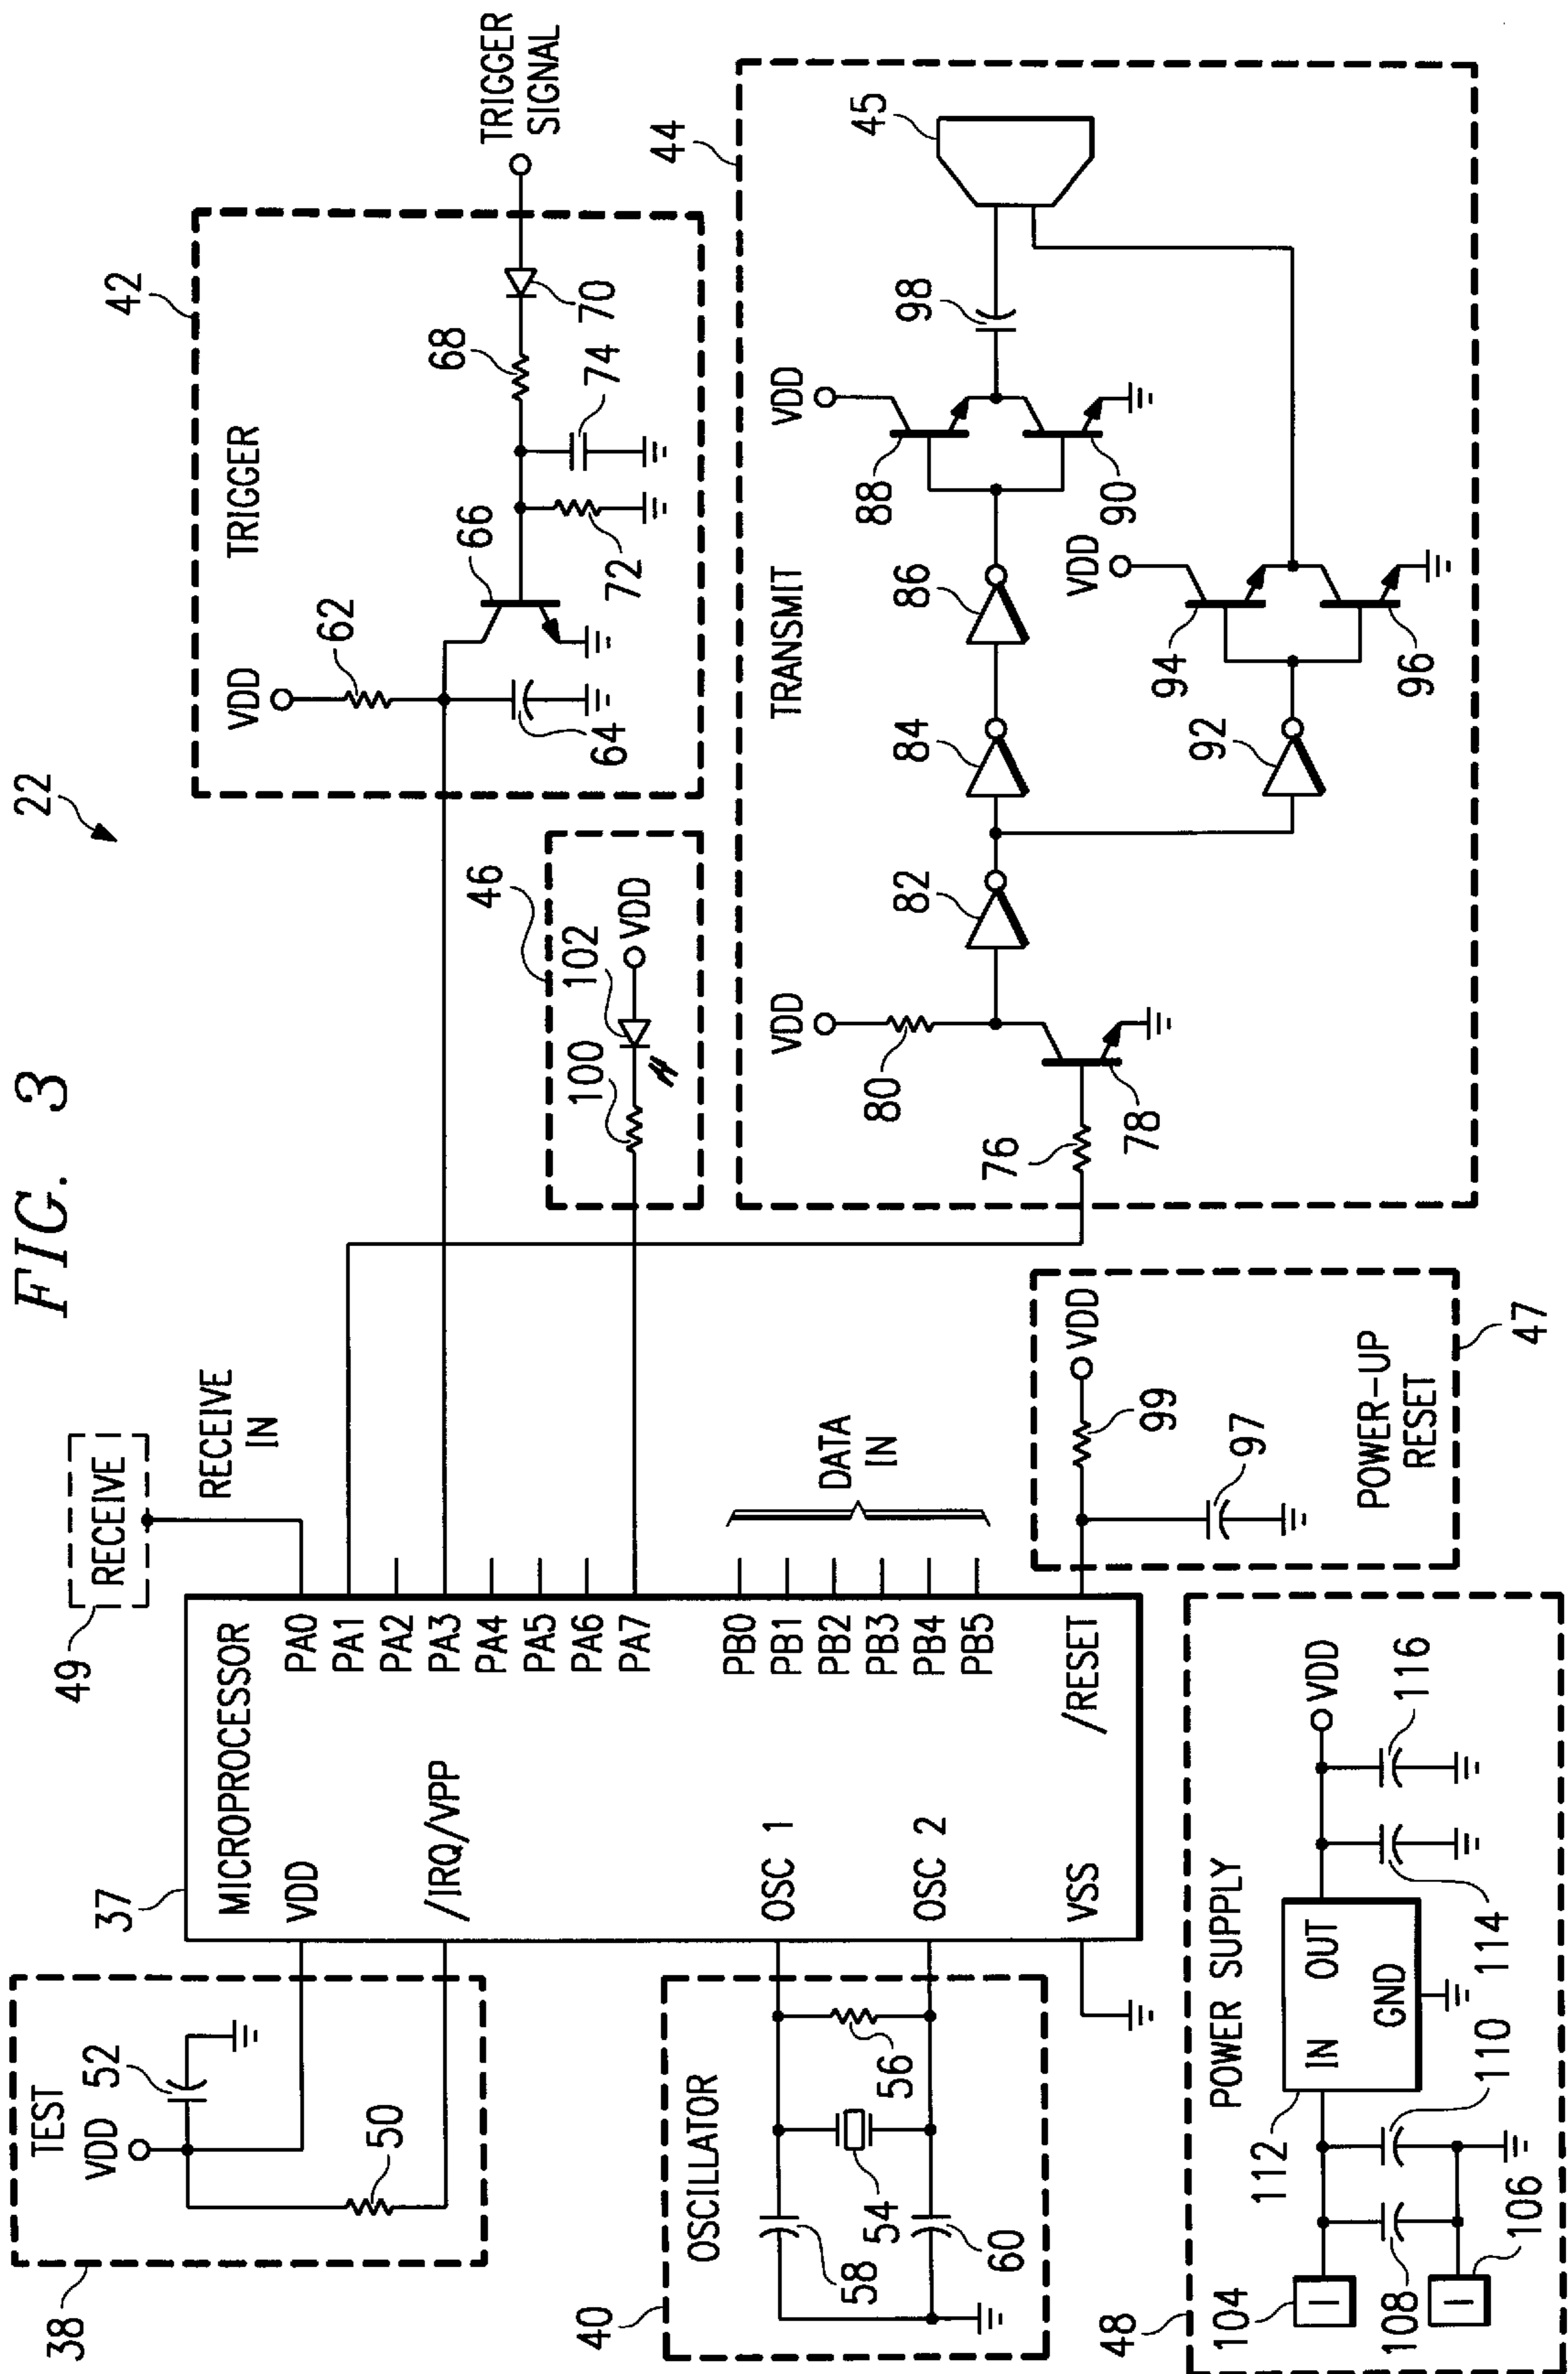 FIG. 3
22
38
TEST
VDD
52
50
37
MICROPROCESSOR
VDD
/IRQ/VPP
OSC 1
OSC 2
VSS
PA0
PA1
PA2
PA3
PA4
PA5
PA6
PA7
PB0
PB1
PB2
PB3
PB4
PB5
/RESET
49
RECEIVE
RECEIVE
IN
DATA
IN
40
OSCILLATOR
58
54
56
60
42
TRIGGER
VDD
62
64
66
68
70
72
74
TRIGGER
SIGNAL
46
100
102
VDD
44
TRANSMIT
VDD
80
76
78
82
84
86
88
VDD
90
98
45
92
94
VDD
96
47
VDD
99
97
POWER-UP
RESET
48
POWER SUPPLY
104
108
106
110
112
IN
OUT
GND
114
116
VDD